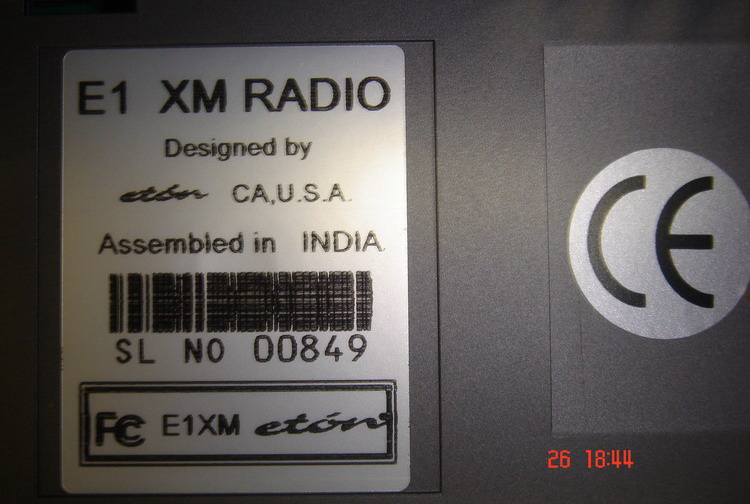 E1 XM RADIO
Designed by
etón CA,U.S.A.
Assembled in INDIA
SL NO 00849
FC E1XM etón
CE
26 18:44